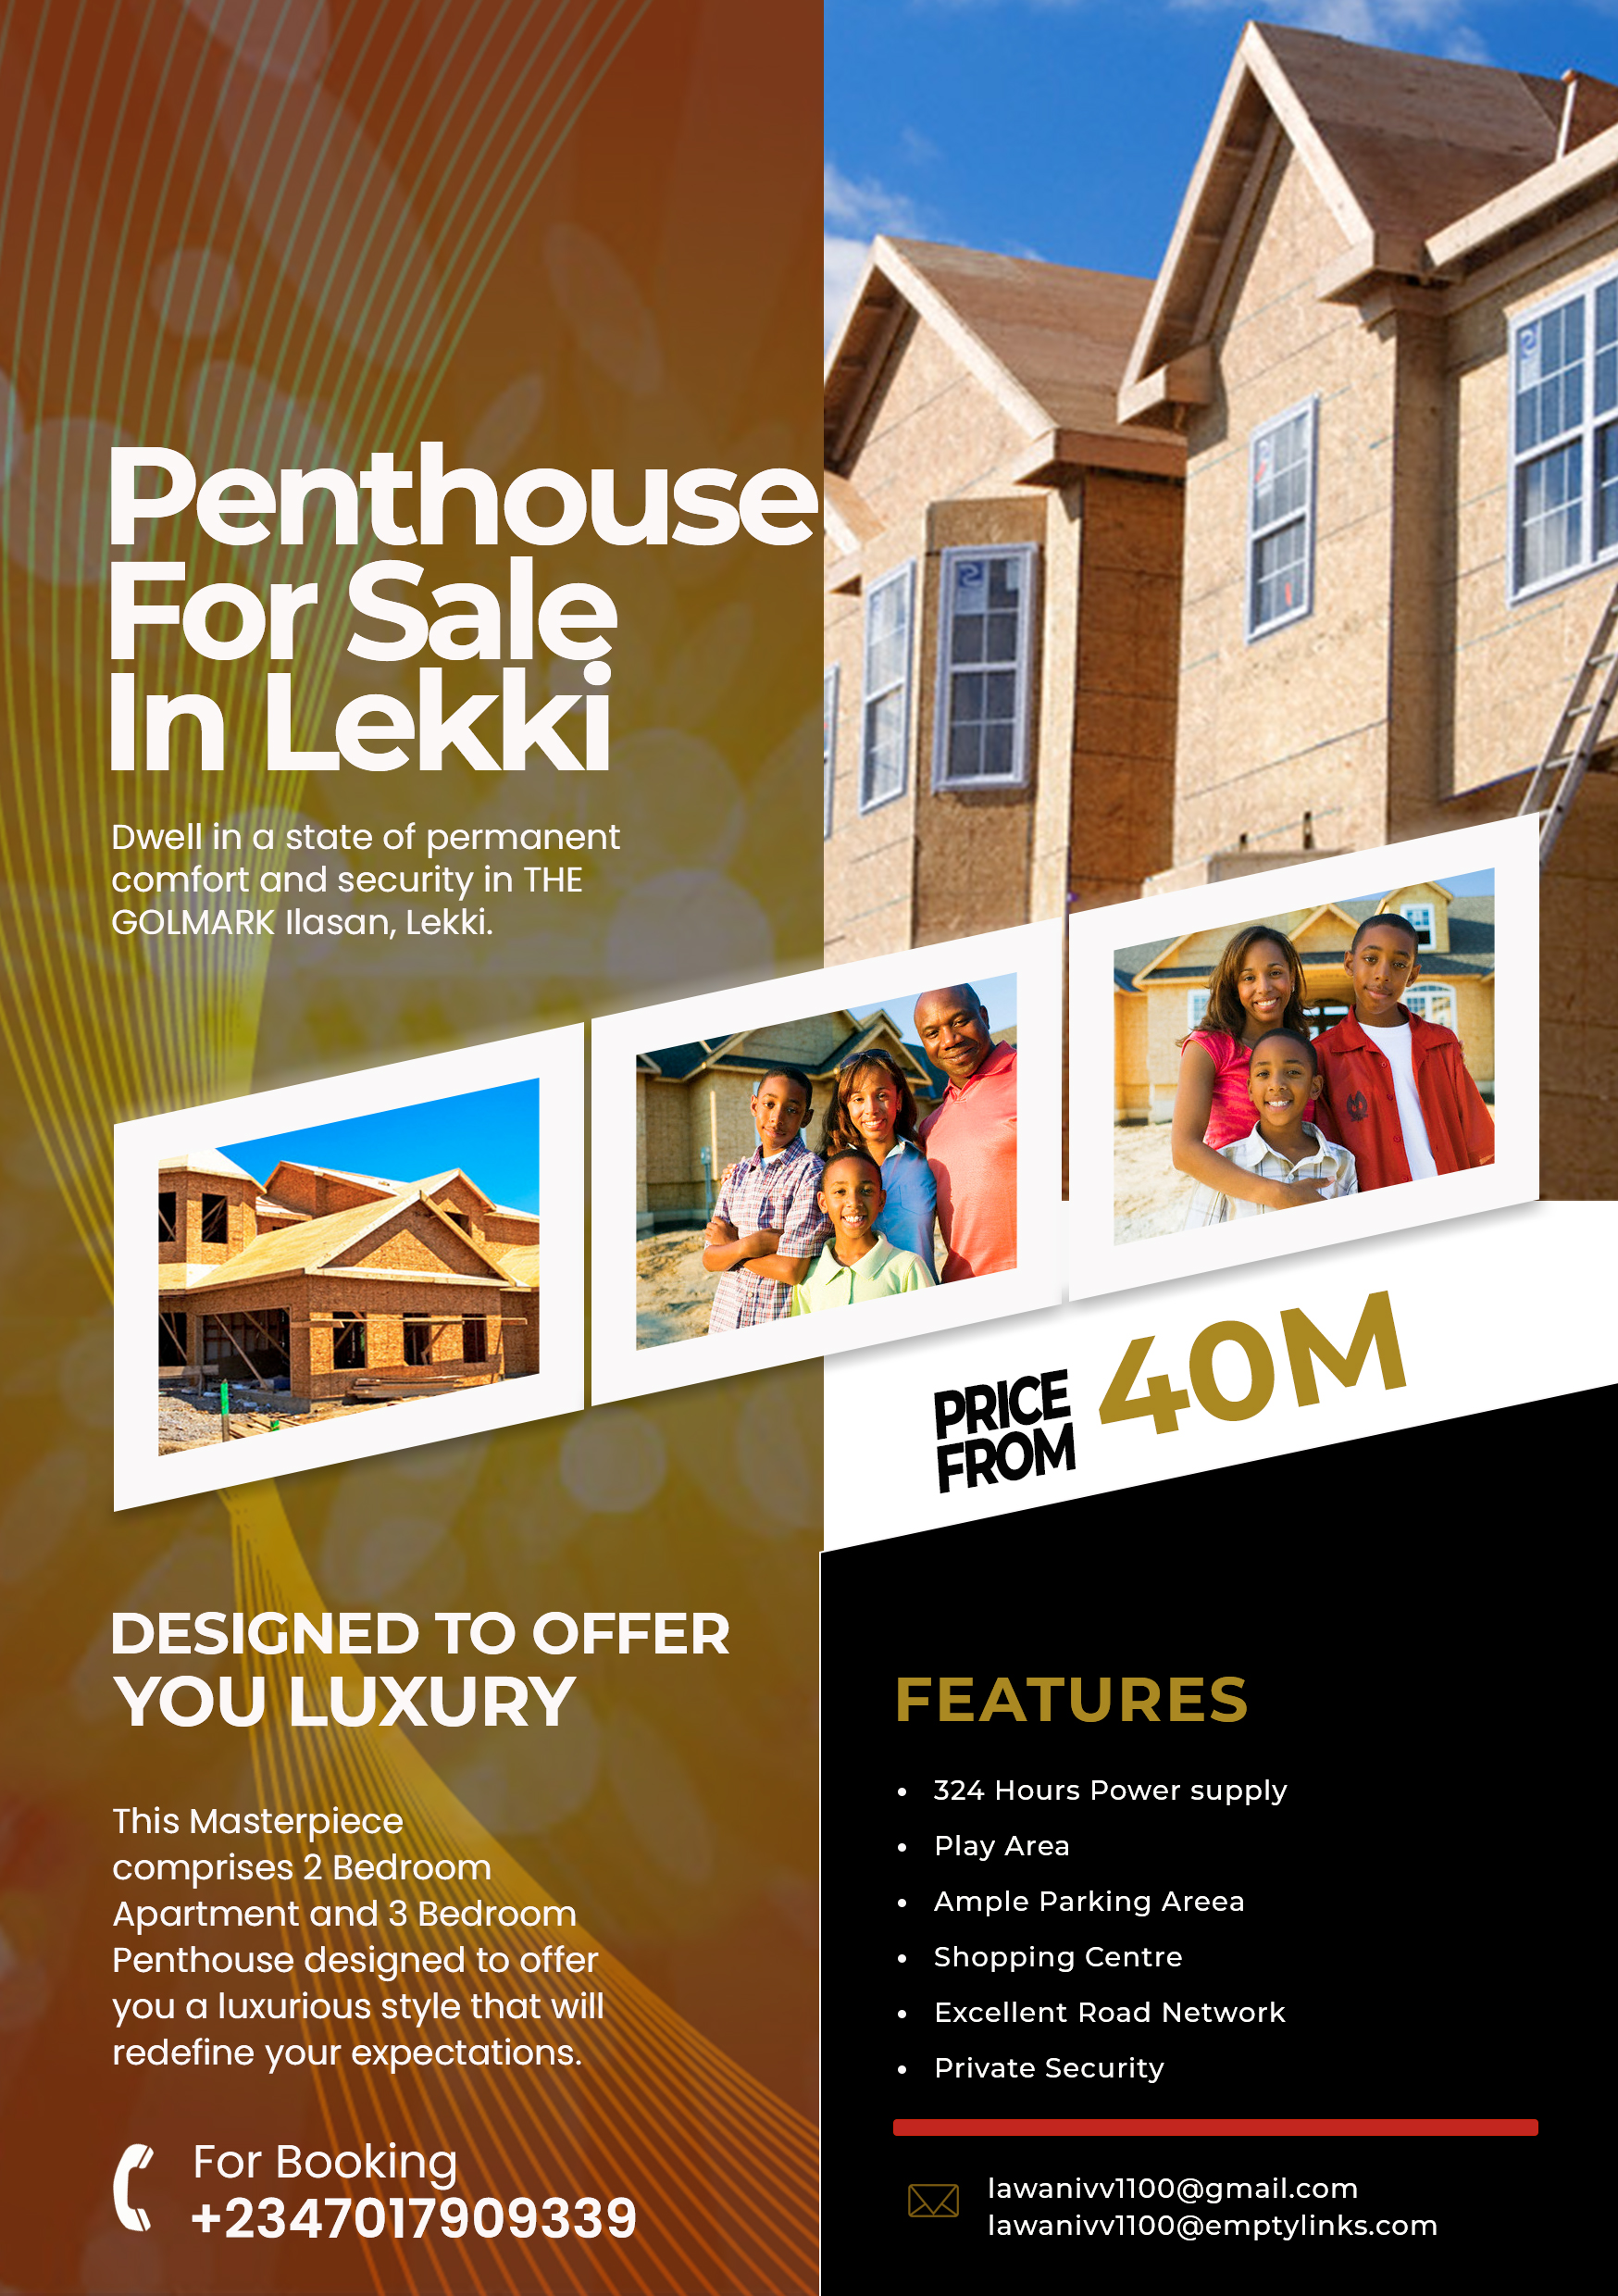 Penthouse
For Sale
In Lekki
Dwell in a state of permanent
comfort and security in THE
GOLMARK Ilasan, Lekki.
PRICE
FROM
40M
DESIGNED TO OFFER
YOU LUXURY
This Masterpiece
comprises 2 Bedroom
Apartment and 3 Bedroom
Penthouse designed to offer
you a luxurious style that will
redefine your expectations.
For Booking
+2347017909339
FEATURES
• 324 Hours Power supply
• Play Area
• Ample Parking Areea
• Shopping Centre
• Excellent Road Network
• Private Security
lawanivv1100@gmail.com
lawanivv1100@emptylinks.com